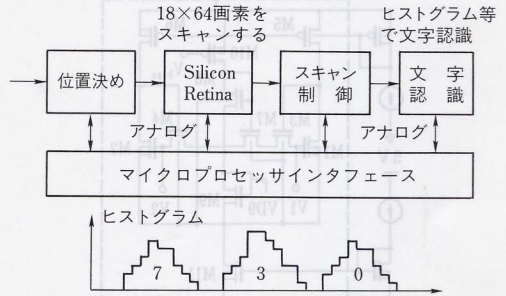 18×64画素を
スキャンする
ヒストグラム等
で文字認識
位置決め
Silicon
Retina
スキャン
制御
文字
認識
アナログ
アナログ
マイクロプロセッサインタフェース
ヒストグラム
7
3
0